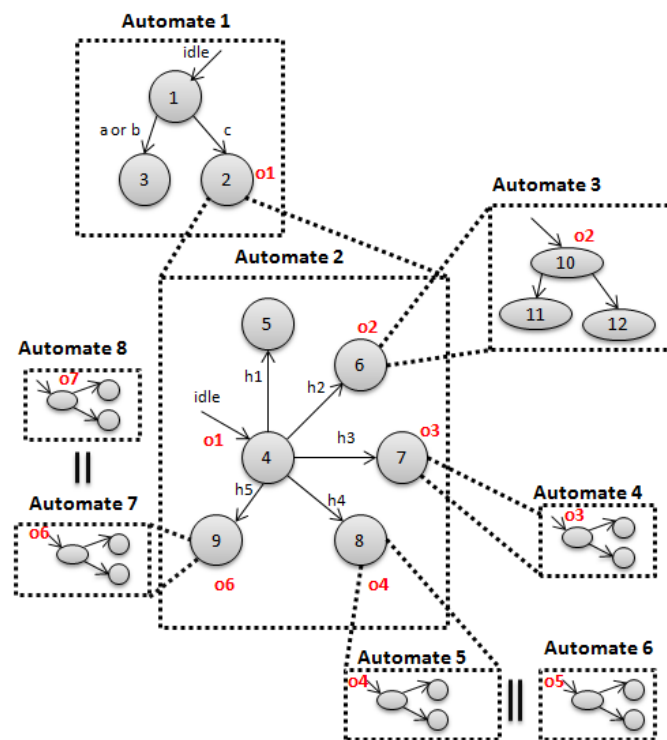 Automate 1
idle
1
a or b
c
3
2
o1
Automate 3
o2
10
11
12
Automate 2
5
o2
6
h1
h2
Automate 8
o7
idle
o1
4
h3
o3
7
h5
h4
Automate 7
o6
9
o6
8
o4
Automate 4
o3
Automate 5
o4
Automate 6
o5